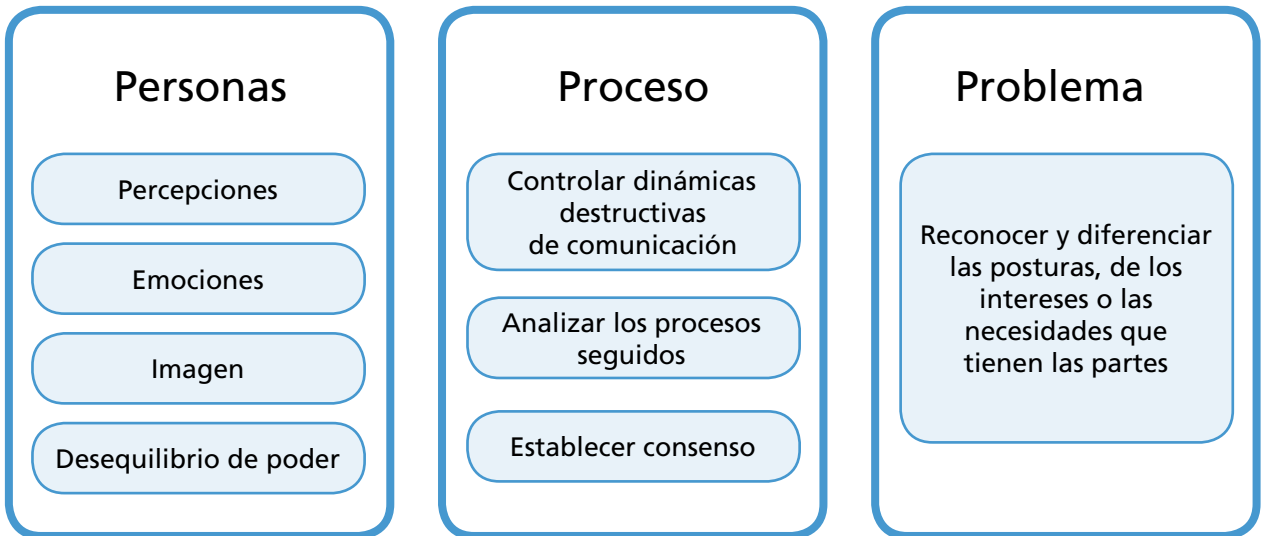 Personas
Percepciones
Emociones
Imagen
Desequilibrio de poder
Proceso
Controlar dinámicas
destructivas
de comunicación
Analizar los procesos
seguidos
Establecer consenso
Problema
Reconocer y diferenciar
las posturas, de los
intereses o las
necesidades que
tienen las partes